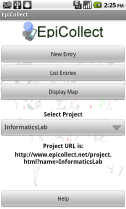 2:25 PM
EpiCollect
EpiCollect
New Entry
List Entries
Display Map
Select Project
InformaticsLab
Project URL is:
http://www.epicollect.net/project.
html?name=InformaticsLab
Help